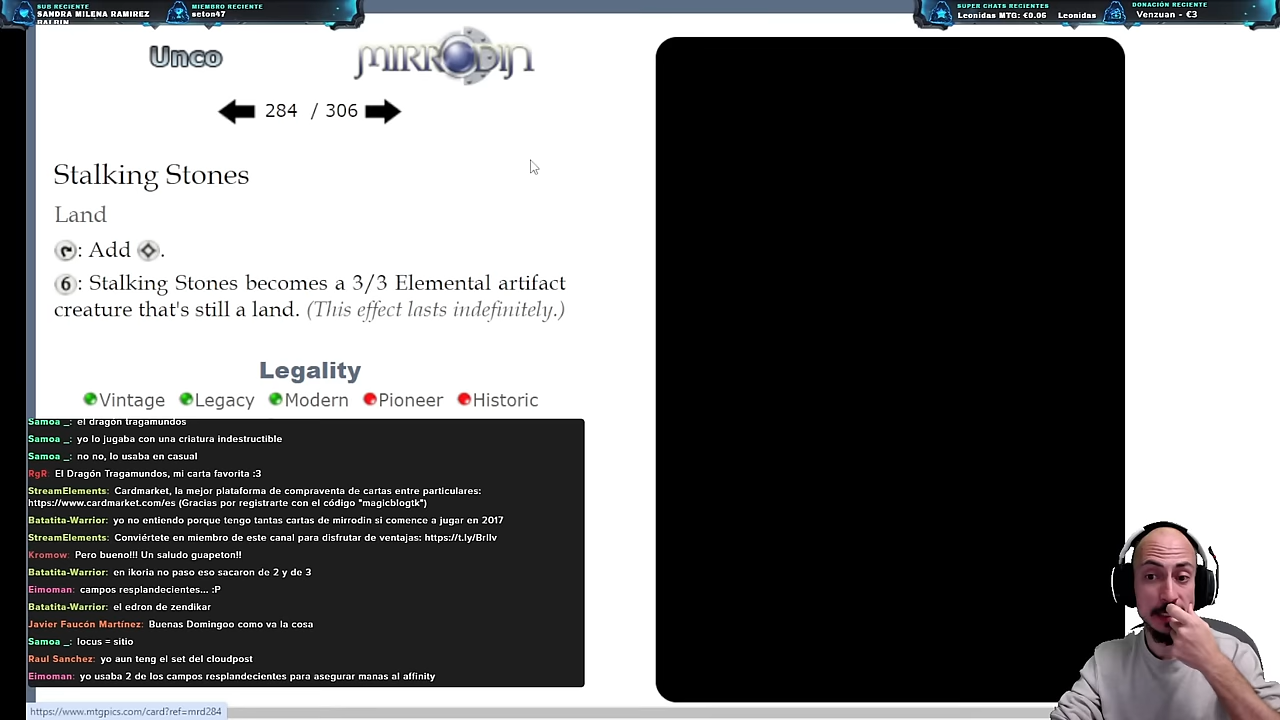 SUB RECIENTE
SANDRA MILENA RAMIREZ
MIEMBRO RECIENTE
seton47
SUPER CHATS RECIENTES
Leonidas MTG: €0.06 Leonidas
DONACIÓN RECIENTE
Venzuan - €3
Unco
MIRRODIN
284 / 306
Stalking Stones
Land
: Add .
6: Stalking Stones becomes a 3/3 Elemental artifact
creature that's still a land. (This effect lasts indefinitely.)
Legality
Vintage Legacy Modern Pioneer Historic
Samoa _: el dragón tragamundos
Samoa _: yo lo jugaba con una criatura indestructible
Samoa _: no no, lo usaba en casual
RgR: El Dragón Tragamundos, mi carta favorita :3
StreamElements: Cardmarket, la mejor plataforma de compraventa de cartas entre particulares:
https://www.cardmarket.com/es (Gracias por registrarte con el código "magicblogtk")
Batatita-Warrior: yo no entiendo porque tengo tantas cartas de mirrodin si comence a jugar en 2017
StreamElements: Conviértete en miembro de este canal para disfrutar de ventajas: https://t.ly/BrIlv
Kromow: Pero bueno!!! Un saludo guapeton!!
Batatita-Warrior: en ikoria no paso eso sacaron de 2 y de 3
Eimoman: campos resplandecientes... :P
Batatita-Warrior: el edron de zendikar
Javier Faucón Martínez: Buenas Domingoo como va la cosa
Samoa _: locus = sitio
Raul Sanchez: yo aun teng el set del cloudpost
Eimoman: yo usaba 2 de los campos resplandecientes para asegurar manas al affinity
https://www.mtgpics.com/card?ref=mrd284